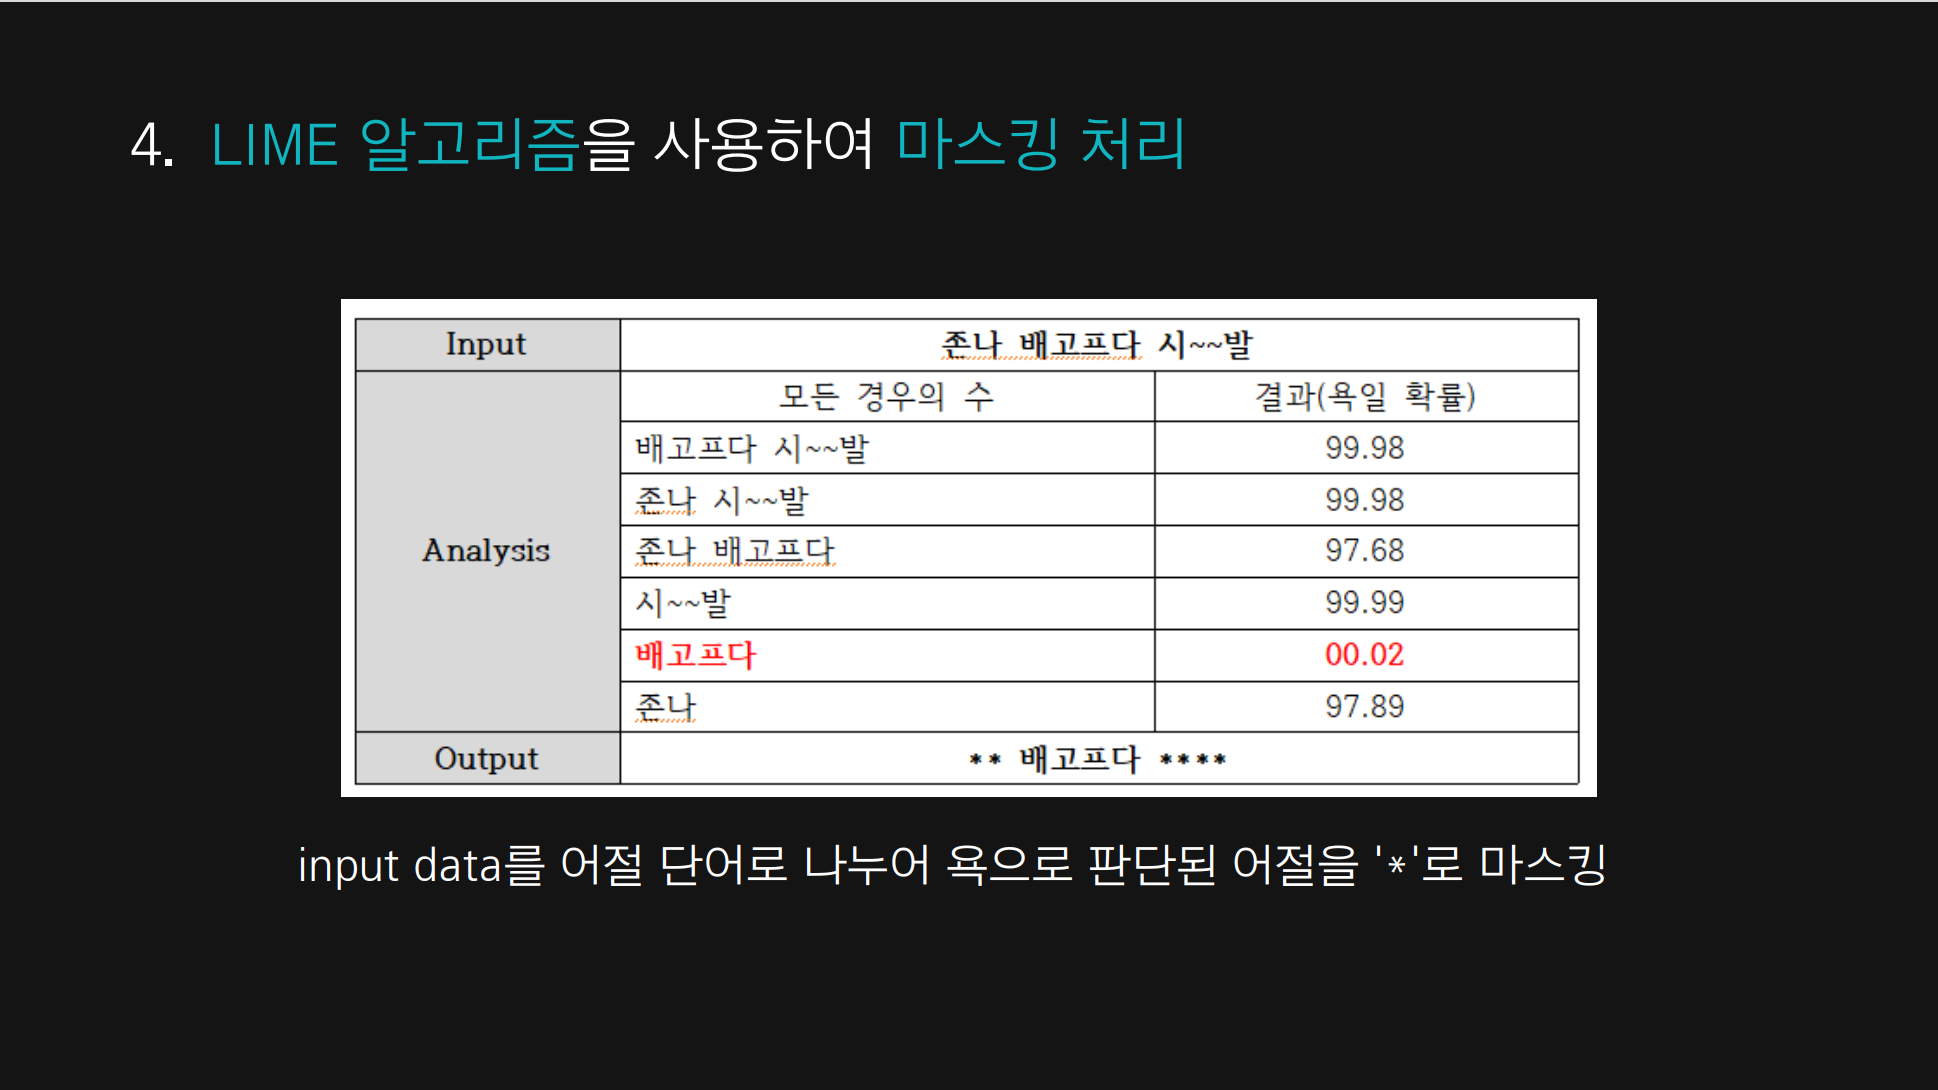 4. LIME 알고리즘을 사용하여 마스킹 처리
Input 존나 배고프다 시~~발
모든 경우의 수 결과(욕일 확률)
배고프다 시~~발 99.98
존나 시~~발 99.98
Analysis 존나 배고프다 97.68
시~~발 99.99
배고프다 00.02
존나 97.89
Output ** 배고프다 ****
input data를 어절 단어로 나누어 욕으로 판단된 어절을 '*'로 마스킹